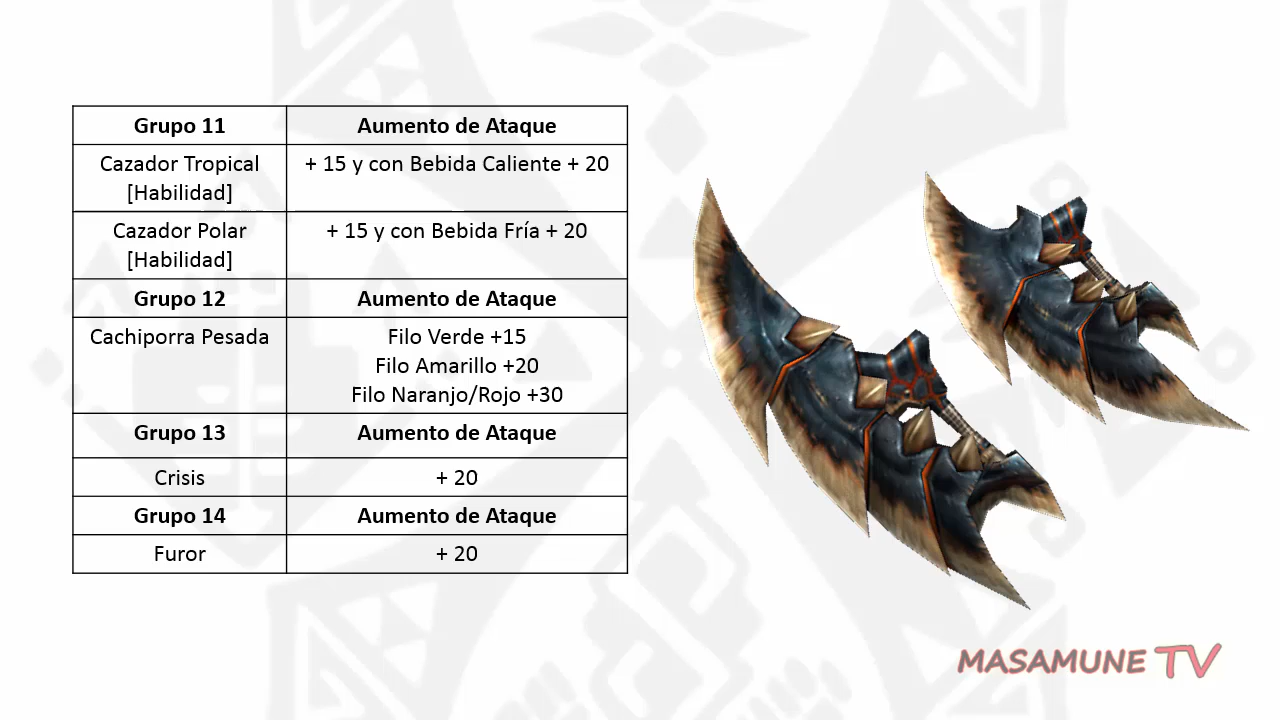 Grupo 11 Aumento de Ataque
Cazador Tropical + 15 y con Bebida Caliente + 20
[Habilidad]
Cazador Polar + 15 y con Bebida Fría + 20
[Habilidad]
Grupo 12 Aumento de Ataque
Cachiporra Pesada Filo Verde +15
Filo Amarillo +20
Filo Naranjo/Rojo +30
Grupo 13 Aumento de Ataque
Crisis + 20
Grupo 14 Aumento de Ataque
Furor + 20
MASAMUNE TV